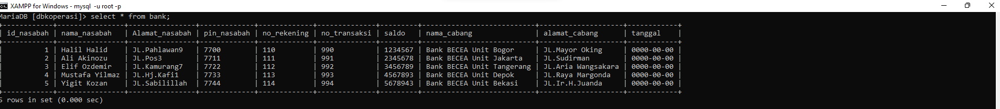 XAMPP for Windows - mysql -u root -p
MariaDB [dbkoperasi]> select * from bank;
+------------+----------------+----------------+-------------+-------------+--------------+---------+---------------------------+--------------------+------------+
| id_nasabah | nama_nasabah | Alamat_nasabah | pin_nasabah | no_rekening | no_transaksi | saldo | nama_cabang | alamat_cabang | tanggal |
+------------+----------------+----------------+-------------+-------------+--------------+---------+---------------------------+--------------------+------------+
| 1 | Halil Halid | JL.Pahlawan9 | 7700 | 110 | 990 | 1234567 | Bank BECEA Unit Bogor | JL.Mayor Oking | 0000-00-00 |
| 2 | Ali Akinozu | JL.Pos3 | 7711 | 111 | 991 | 2345678 | Bank BECEA Unit Jakarta | JL.Sudirman | 0000-00-00 |
| 3 | Elif Ozdemir | JL.Kamurang7 | 7722 | 112 | 992 | 3456789 | Bank BECEA Unit Tangerang | JL.Aria Wangsakara | 0000-00-00 |
| 4 | Mustafa Yilmaz | JL.Hj.Kafi1 | 7733 | 113 | 993 | 4567893 | Bank BECEA Unit Depok | JL.Raya Margonda | 0000-00-00 |
| 5 | Yigit Kozan | JL.Sabilillah | 7744 | 114 | 994 | 5678943 | Bank BECEA Unit Bekasi | JL.Ir.H.Juanda | 0000-00-00 |
+------------+----------------+----------------+-------------+-------------+--------------+---------+---------------------------+--------------------+------------+
5 rows in set (0.000 sec)